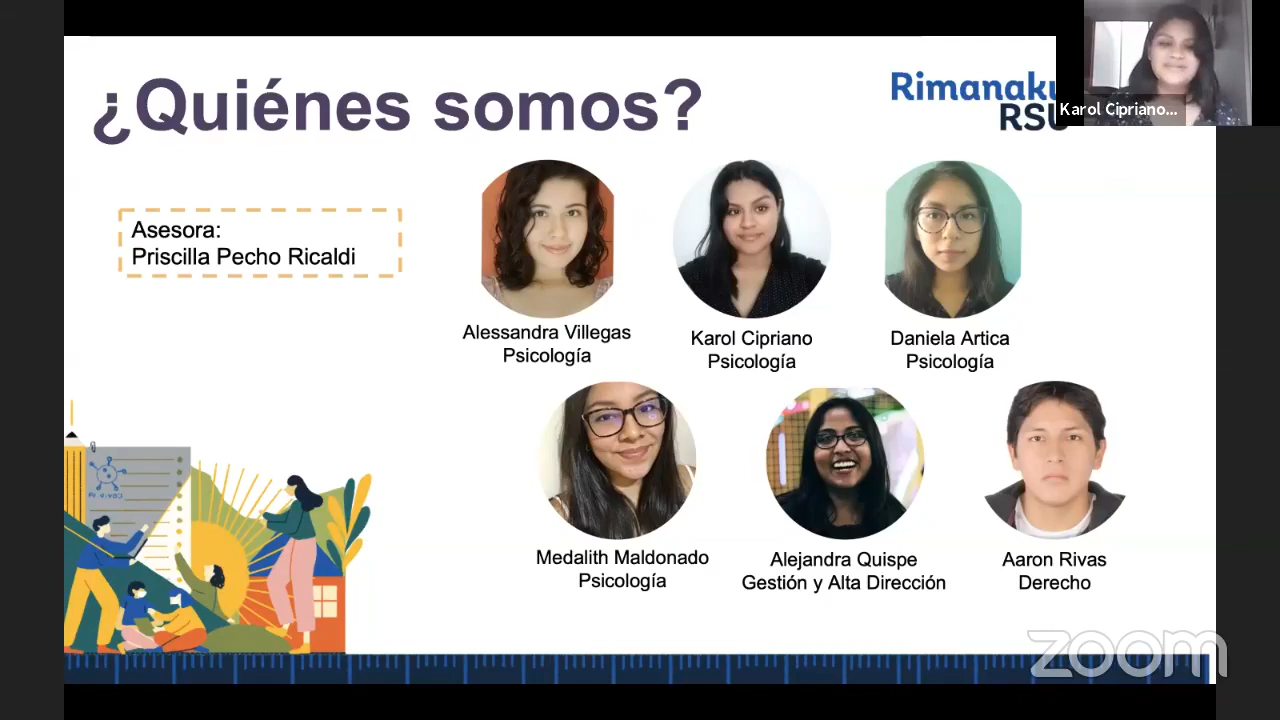 ¿Quiénes somos?
Rimanaku
RSU
Karol Cipriano...
Asesora:
Priscilla Pecho Ricaldi
Alessandra Villegas
Psicología
Karol Cipriano
Psicología
Daniela Artica
Psicología
Medalith Maldonado
Psicología
Alejandra Quispe
Gestión y Alta Dirección
Aaron Rivas
Derecho
zoom